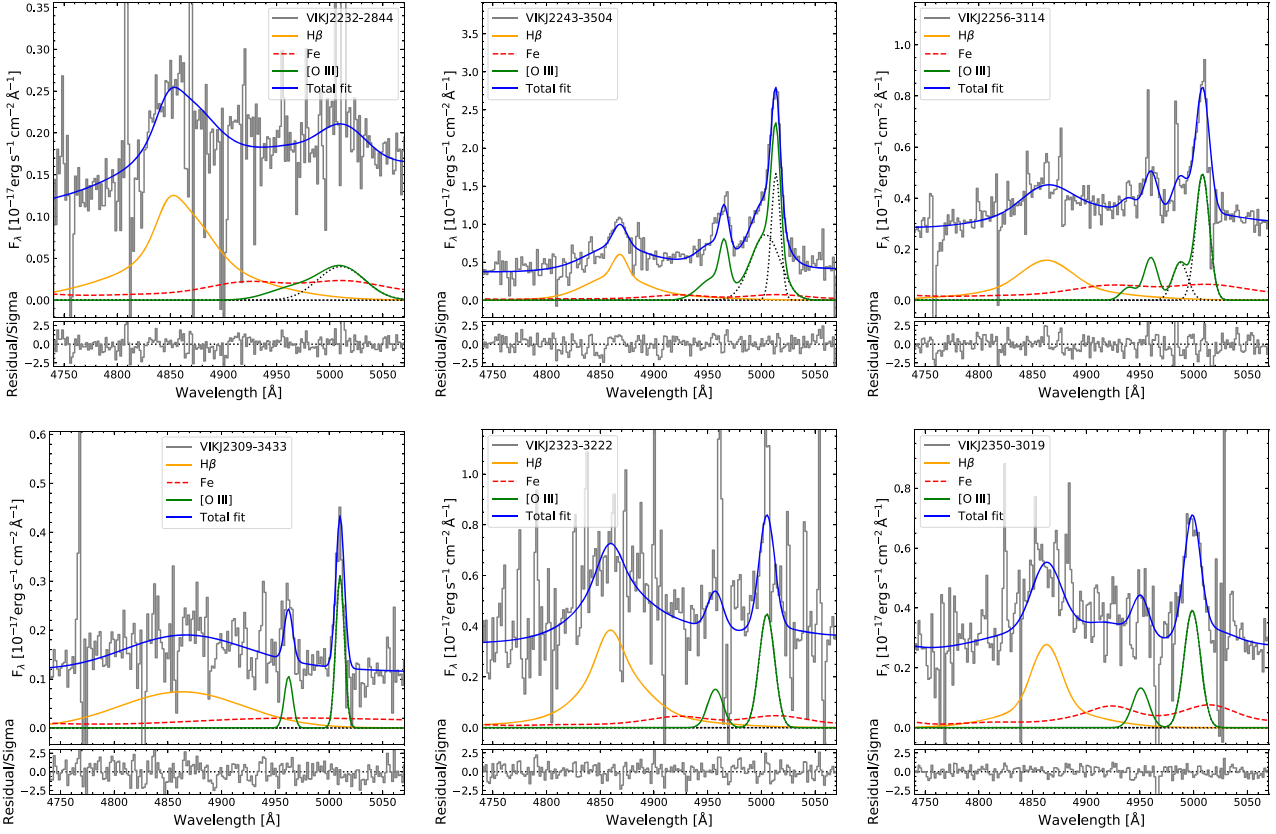 VIKJ2232-2844
Hβ
Fe
[O III]
Total fit
F_λ [10⁻¹⁷ erg s⁻¹ cm⁻² Å⁻¹]
0.35
0.30
0.25
0.20
0.15
0.10
0.05
0.00
Residual/Sigma
2.5
0.0
−2.5
4750 4800 4850 4900 4950 5000 5050
Wavelength [Å]
VIKJ2243-3504
Hβ
Fe
[O III]
Total fit
F_λ [10⁻¹⁷ erg s⁻¹ cm⁻² Å⁻¹]
3.5
3.0
2.5
2.0
1.5
1.0
0.5
0.0
Residual/Sigma
2.5
0.0
−2.5
4750 4800 4850 4900 4950 5000 5050
Wavelength [Å]
VIKJ2256-3114
Hβ
Fe
[O III]
Total fit
F_λ [10⁻¹⁷ erg s⁻¹ cm⁻² Å⁻¹]
1.0
0.8
0.6
0.4
0.2
0.0
Residual/Sigma
2.5
0.0
−2.5
4750 4800 4850 4900 4950 5000 5050
Wavelength [Å]
VIKJ2309-3433
Hβ
Fe
[O III]
Total fit
F_λ [10⁻¹⁷ erg s⁻¹ cm⁻² Å⁻¹]
0.6
0.5
0.4
0.3
0.2
0.1
0.0
Residual/Sigma
2.5
0.0
−2.5
4750 4800 4850 4900 4950 5000 5050
Wavelength [Å]
VIKJ2323-3222
Hβ
Fe
[O III]
Total fit
F_λ [10⁻¹⁷ erg s⁻¹ cm⁻² Å⁻¹]
1.0
0.8
0.6
0.4
0.2
0.0
Residual/Sigma
2.5
0.0
−2.5
4750 4800 4850 4900 4950 5000 5050
Wavelength [Å]
VIKJ2350-3019
Hβ
Fe
[O III]
Total fit
F_λ [10⁻¹⁷ erg s⁻¹ cm⁻² Å⁻¹]
0.8
0.6
0.4
0.2
0.0
Residual/Sigma
2.5
0.0
−2.5
4750 4800 4850 4900 4950 5000 5050
Wavelength [Å]